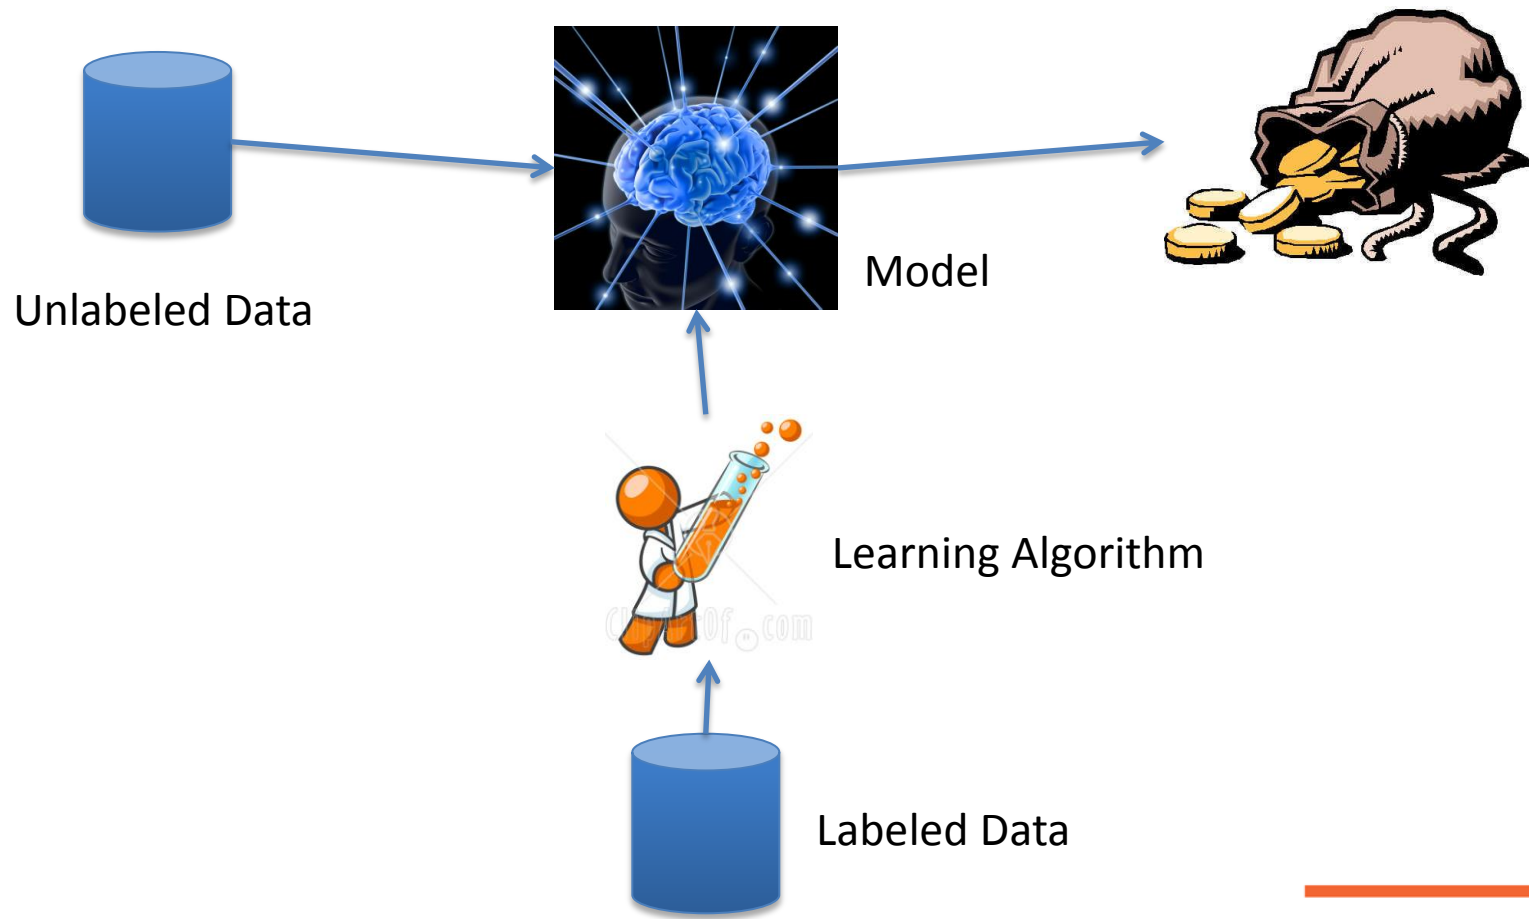 Model
Unlabeled Data
Learning Algorithm
Labeled Data